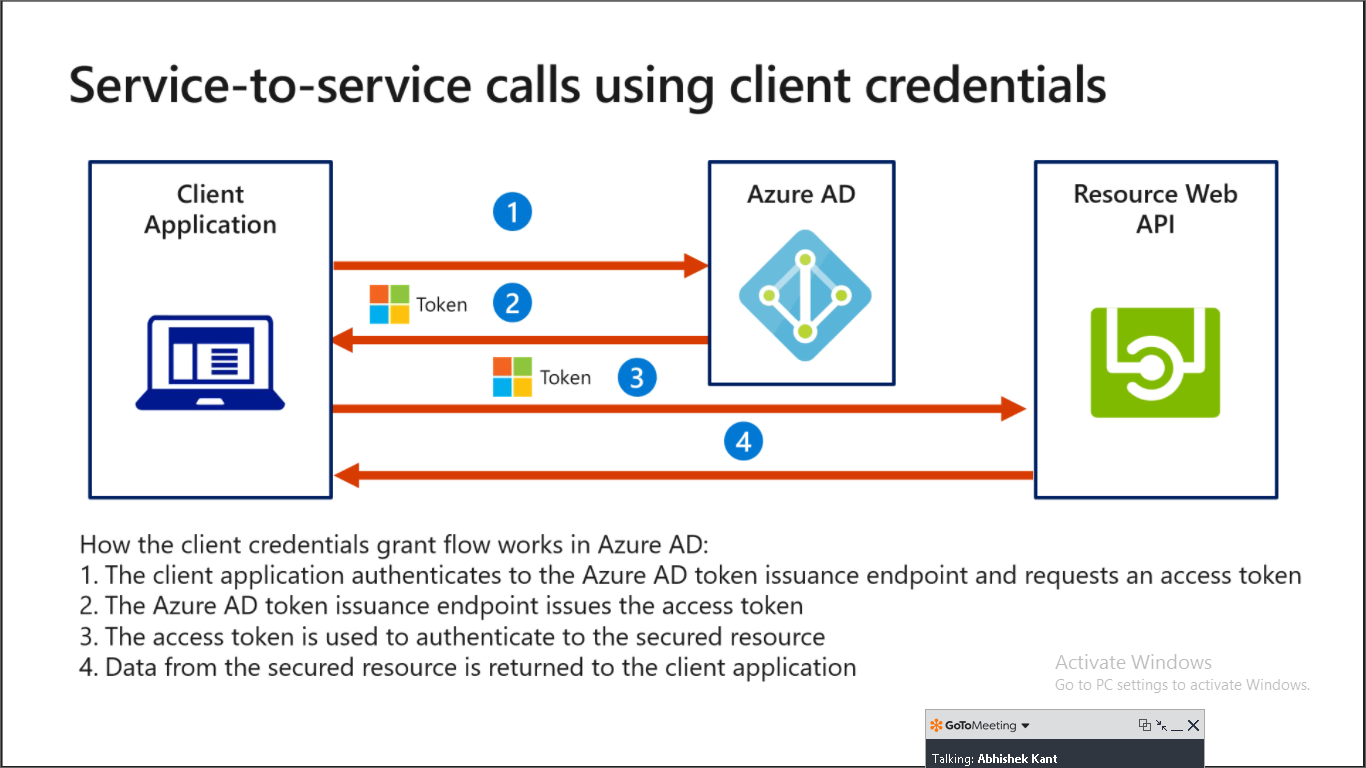 Service-to-service calls using client credentials
Client
Application
1
Azure AD
Resource Web
API
Token 2
Token 3
4
How the client credentials grant flow works in Azure AD:
1. The client application authenticates to the Azure AD token issuance endpoint and requests an access token
2. The Azure AD token issuance endpoint issues the access token
3. The access token is used to authenticate to the secured resource
4. Data from the secured resource is returned to the client application
Activate Windows
Go to PC settings to activate Windows.
GoToMeeting
Talking: Abhishek Kant